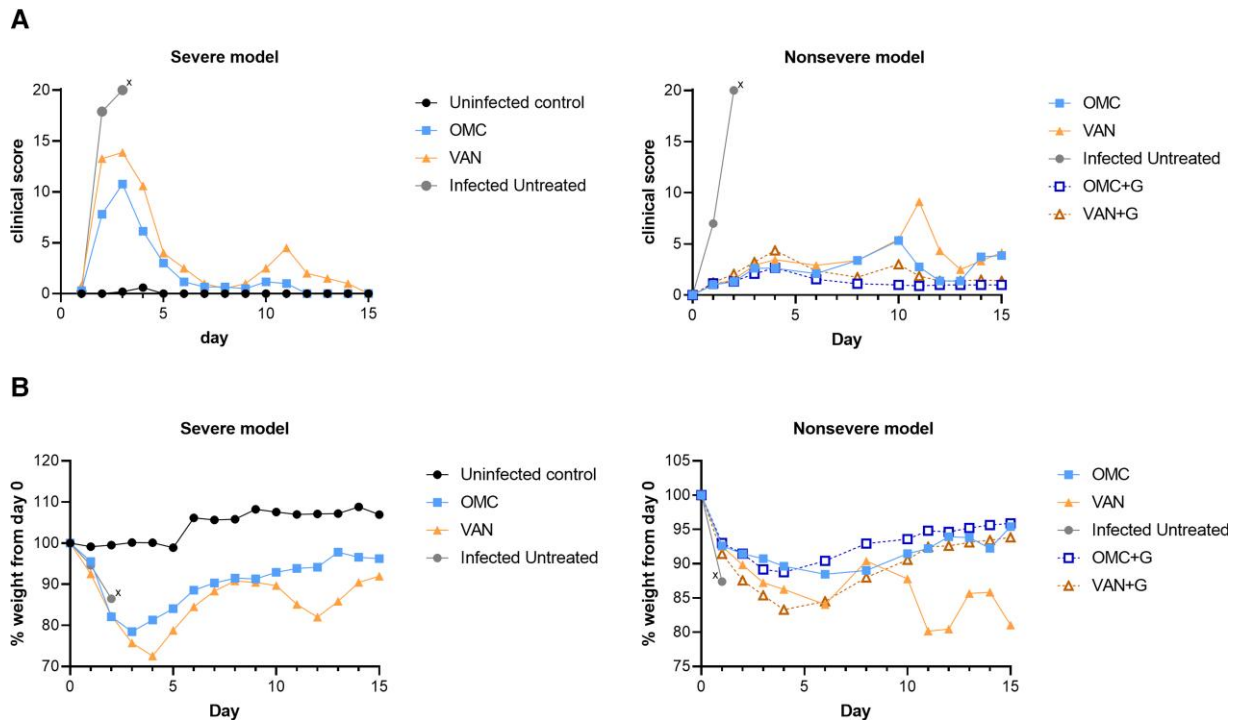 A
Severe model
clinical score
20
15
10
5
0
x
0 5 10 15
day
Uninfected control
OMC
VAN
Infected Untreated
Nonsevere model
clinical score
20
15
10
5
0
x
0 5 10 15
Day
OMC
VAN
Infected Untreated
OMC+G
VAN+G
B
Severe model
% weight from day 0
120
110
100
90
80
70
x
0 5 10 15
Day
Uninfected control
OMC
VAN
Infected Untreated
Nonsevere model
% weight from day 0
105
100
95
90
85
80
75
x
0 5 10 15
Day
OMC
VAN
Infected Untreated
OMC+G
VAN+G